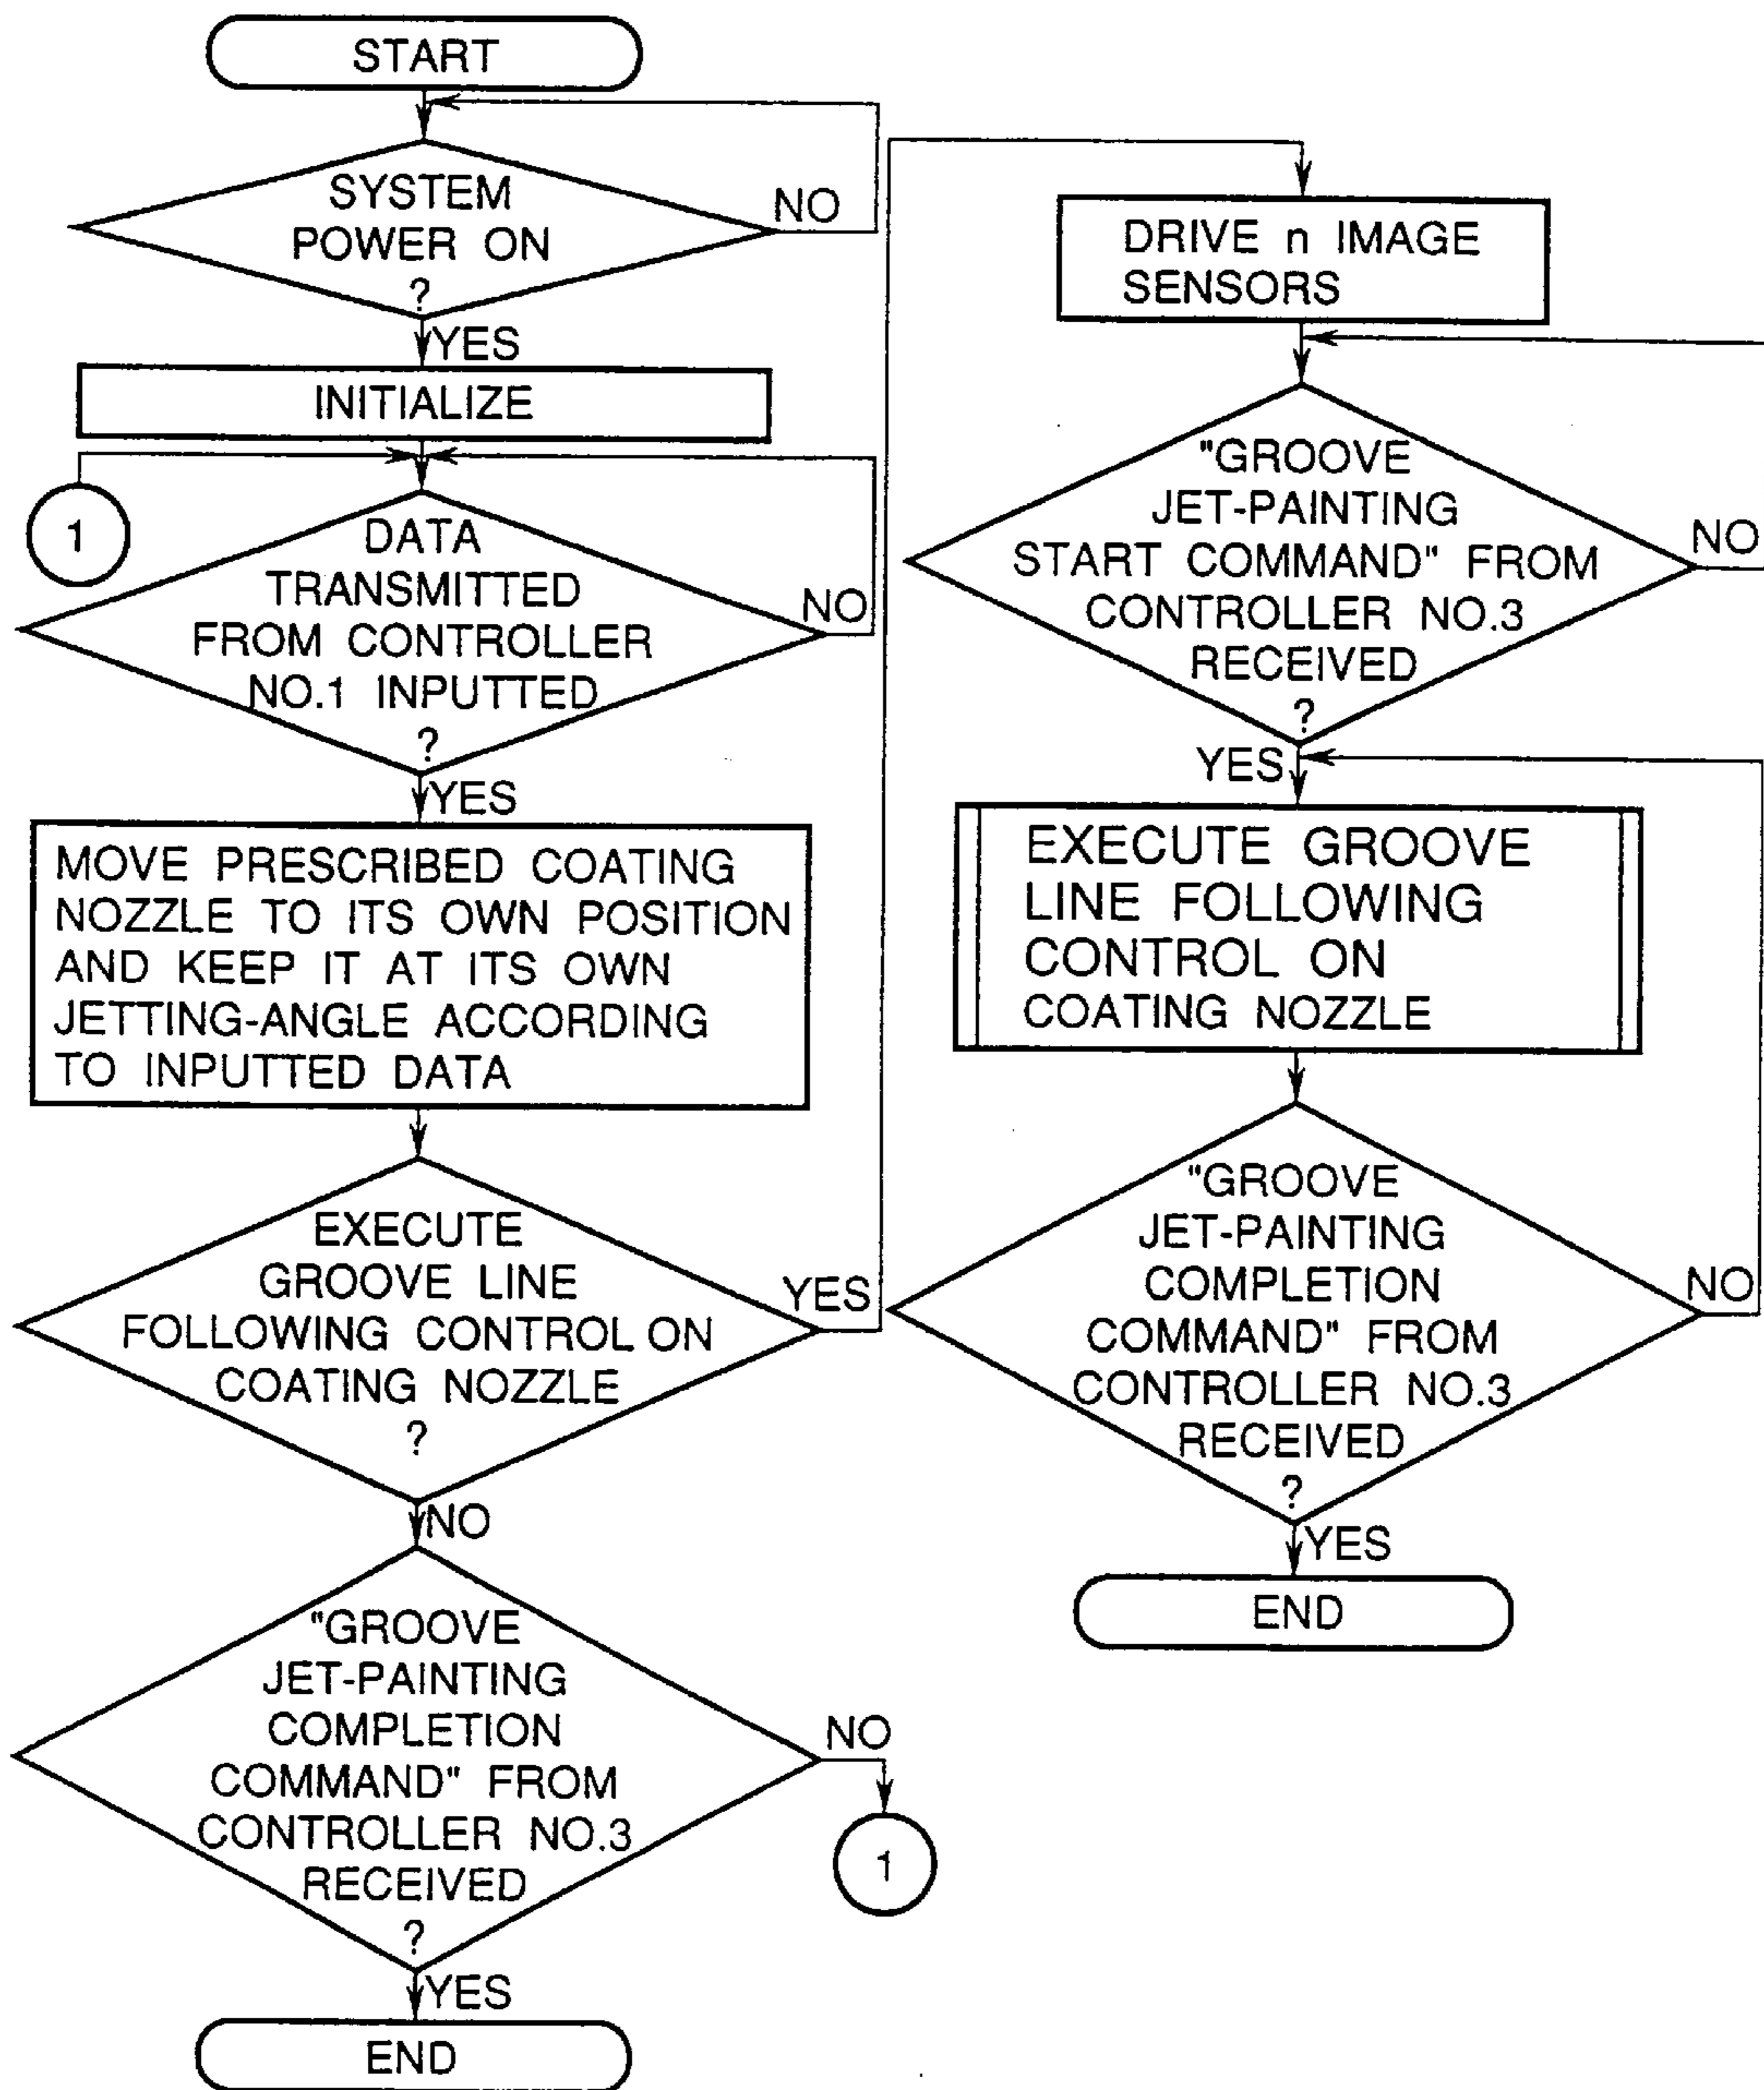 START
SYSTEM
POWER ON
?
NO
YES
INITIALIZE
1
DATA
TRANSMITTED
FROM CONTROLLER
NO.1 INPUTTED
?
NO
YES
MOVE PRESCRIBED COATING
NOZZLE TO ITS OWN POSITION
AND KEEP IT AT ITS OWN
JETTING-ANGLE ACCORDING
TO INPUTTED DATA
EXECUTE
GROOVE LINE
FOLLOWING CONTROL ON
COATING NOZZLE
?
YES
NO
"GROOVE
JET-PAINTING
COMPLETION
COMMAND" FROM
CONTROLLER NO.3
RECEIVED
?
NO
1
YES
END
DRIVE n IMAGE
SENSORS
"GROOVE
JET-PAINTING
START COMMAND" FROM
CONTROLLER NO.3
RECEIVED
?
NO
YES
EXECUTE GROOVE
LINE FOLLOWING
CONTROL ON
COATING NOZZLE
"GROOVE
JET-PAINTING
COMPLETION
COMMAND" FROM
CONTROLLER NO.3
RECEIVED
?
NO
YES
END